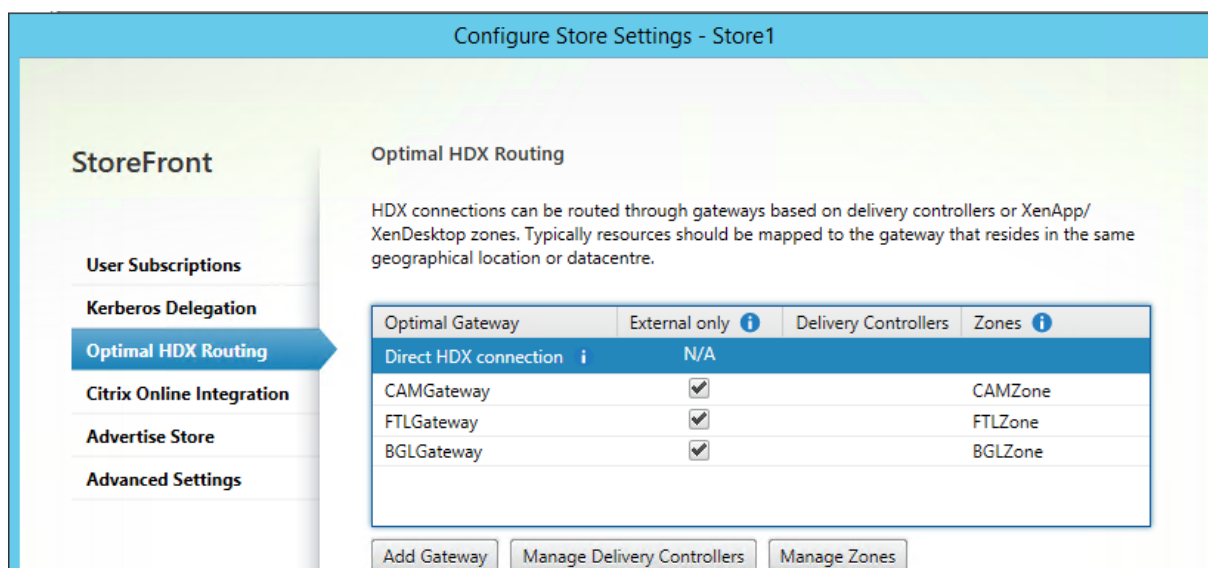 Configure Store Settings - Store1
StoreFront
User Subscriptions
Kerberos Delegation
Optimal HDX Routing
Citrix Online Integration
Advertise Store
Advanced Settings
Optimal HDX Routing
HDX connections can be routed through gateways based on delivery controllers or XenApp/
XenDesktop zones. Typically resources should be mapped to the gateway that resides in the same
geographical location or datacentre.
Optimal Gateway External only i Delivery Controllers Zones i
Direct HDX connection i N/A
CAMGateway CAMZone
FTLGateway FTLZone
BGLGateway BGLZone
Add Gateway Manage Delivery Controllers Manage Zones